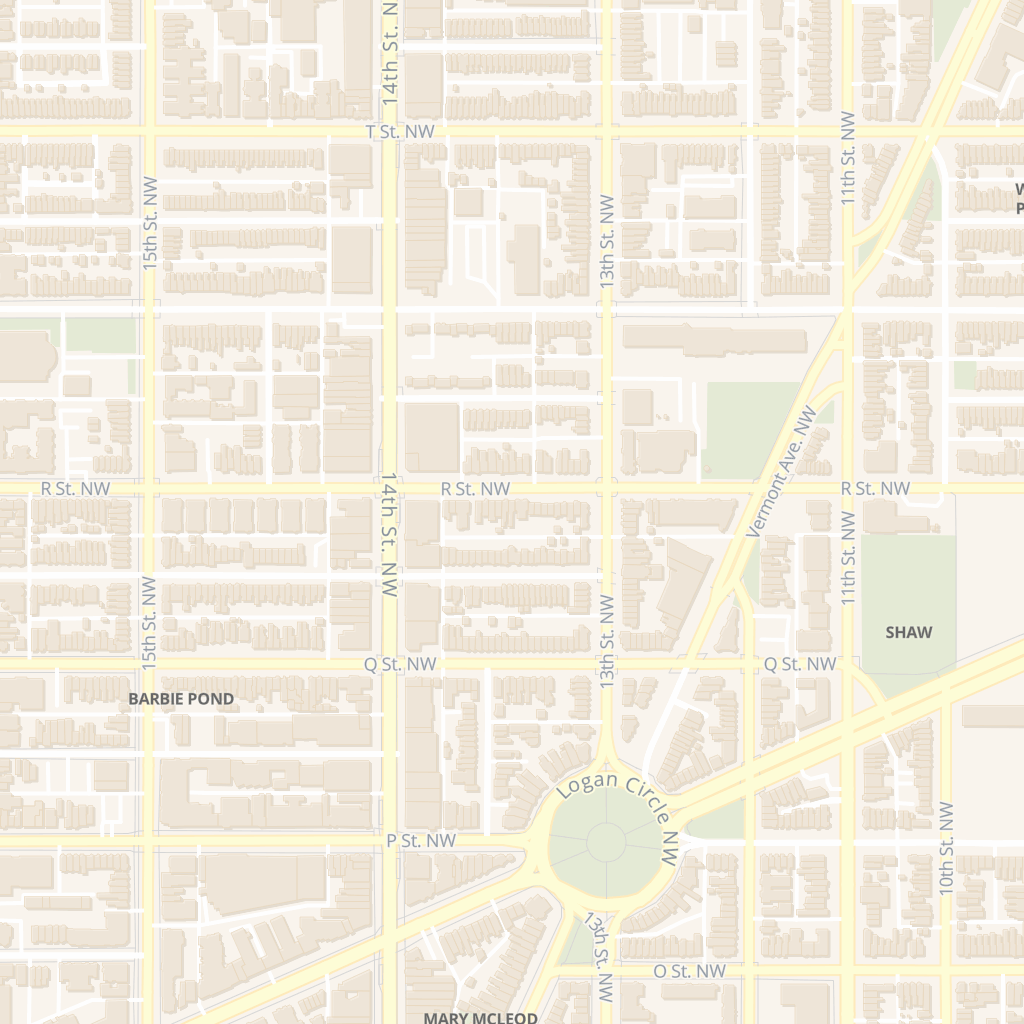 14th St. N
T St. NW
11th St. NW
15th St. NW
13th St. NW
W
P
Vermont Ave. NW
R St. NW
R St. NW
R St. NW
14th St. NW
11th St. NW
15th St. NW
13th St. NW
SHAW
Q St. NW
Q St. NW
BARBIE POND
Logan Circle NW
P St. NW
10th St. NW
13th St. NW
O St. NW
MARY MCLEOD